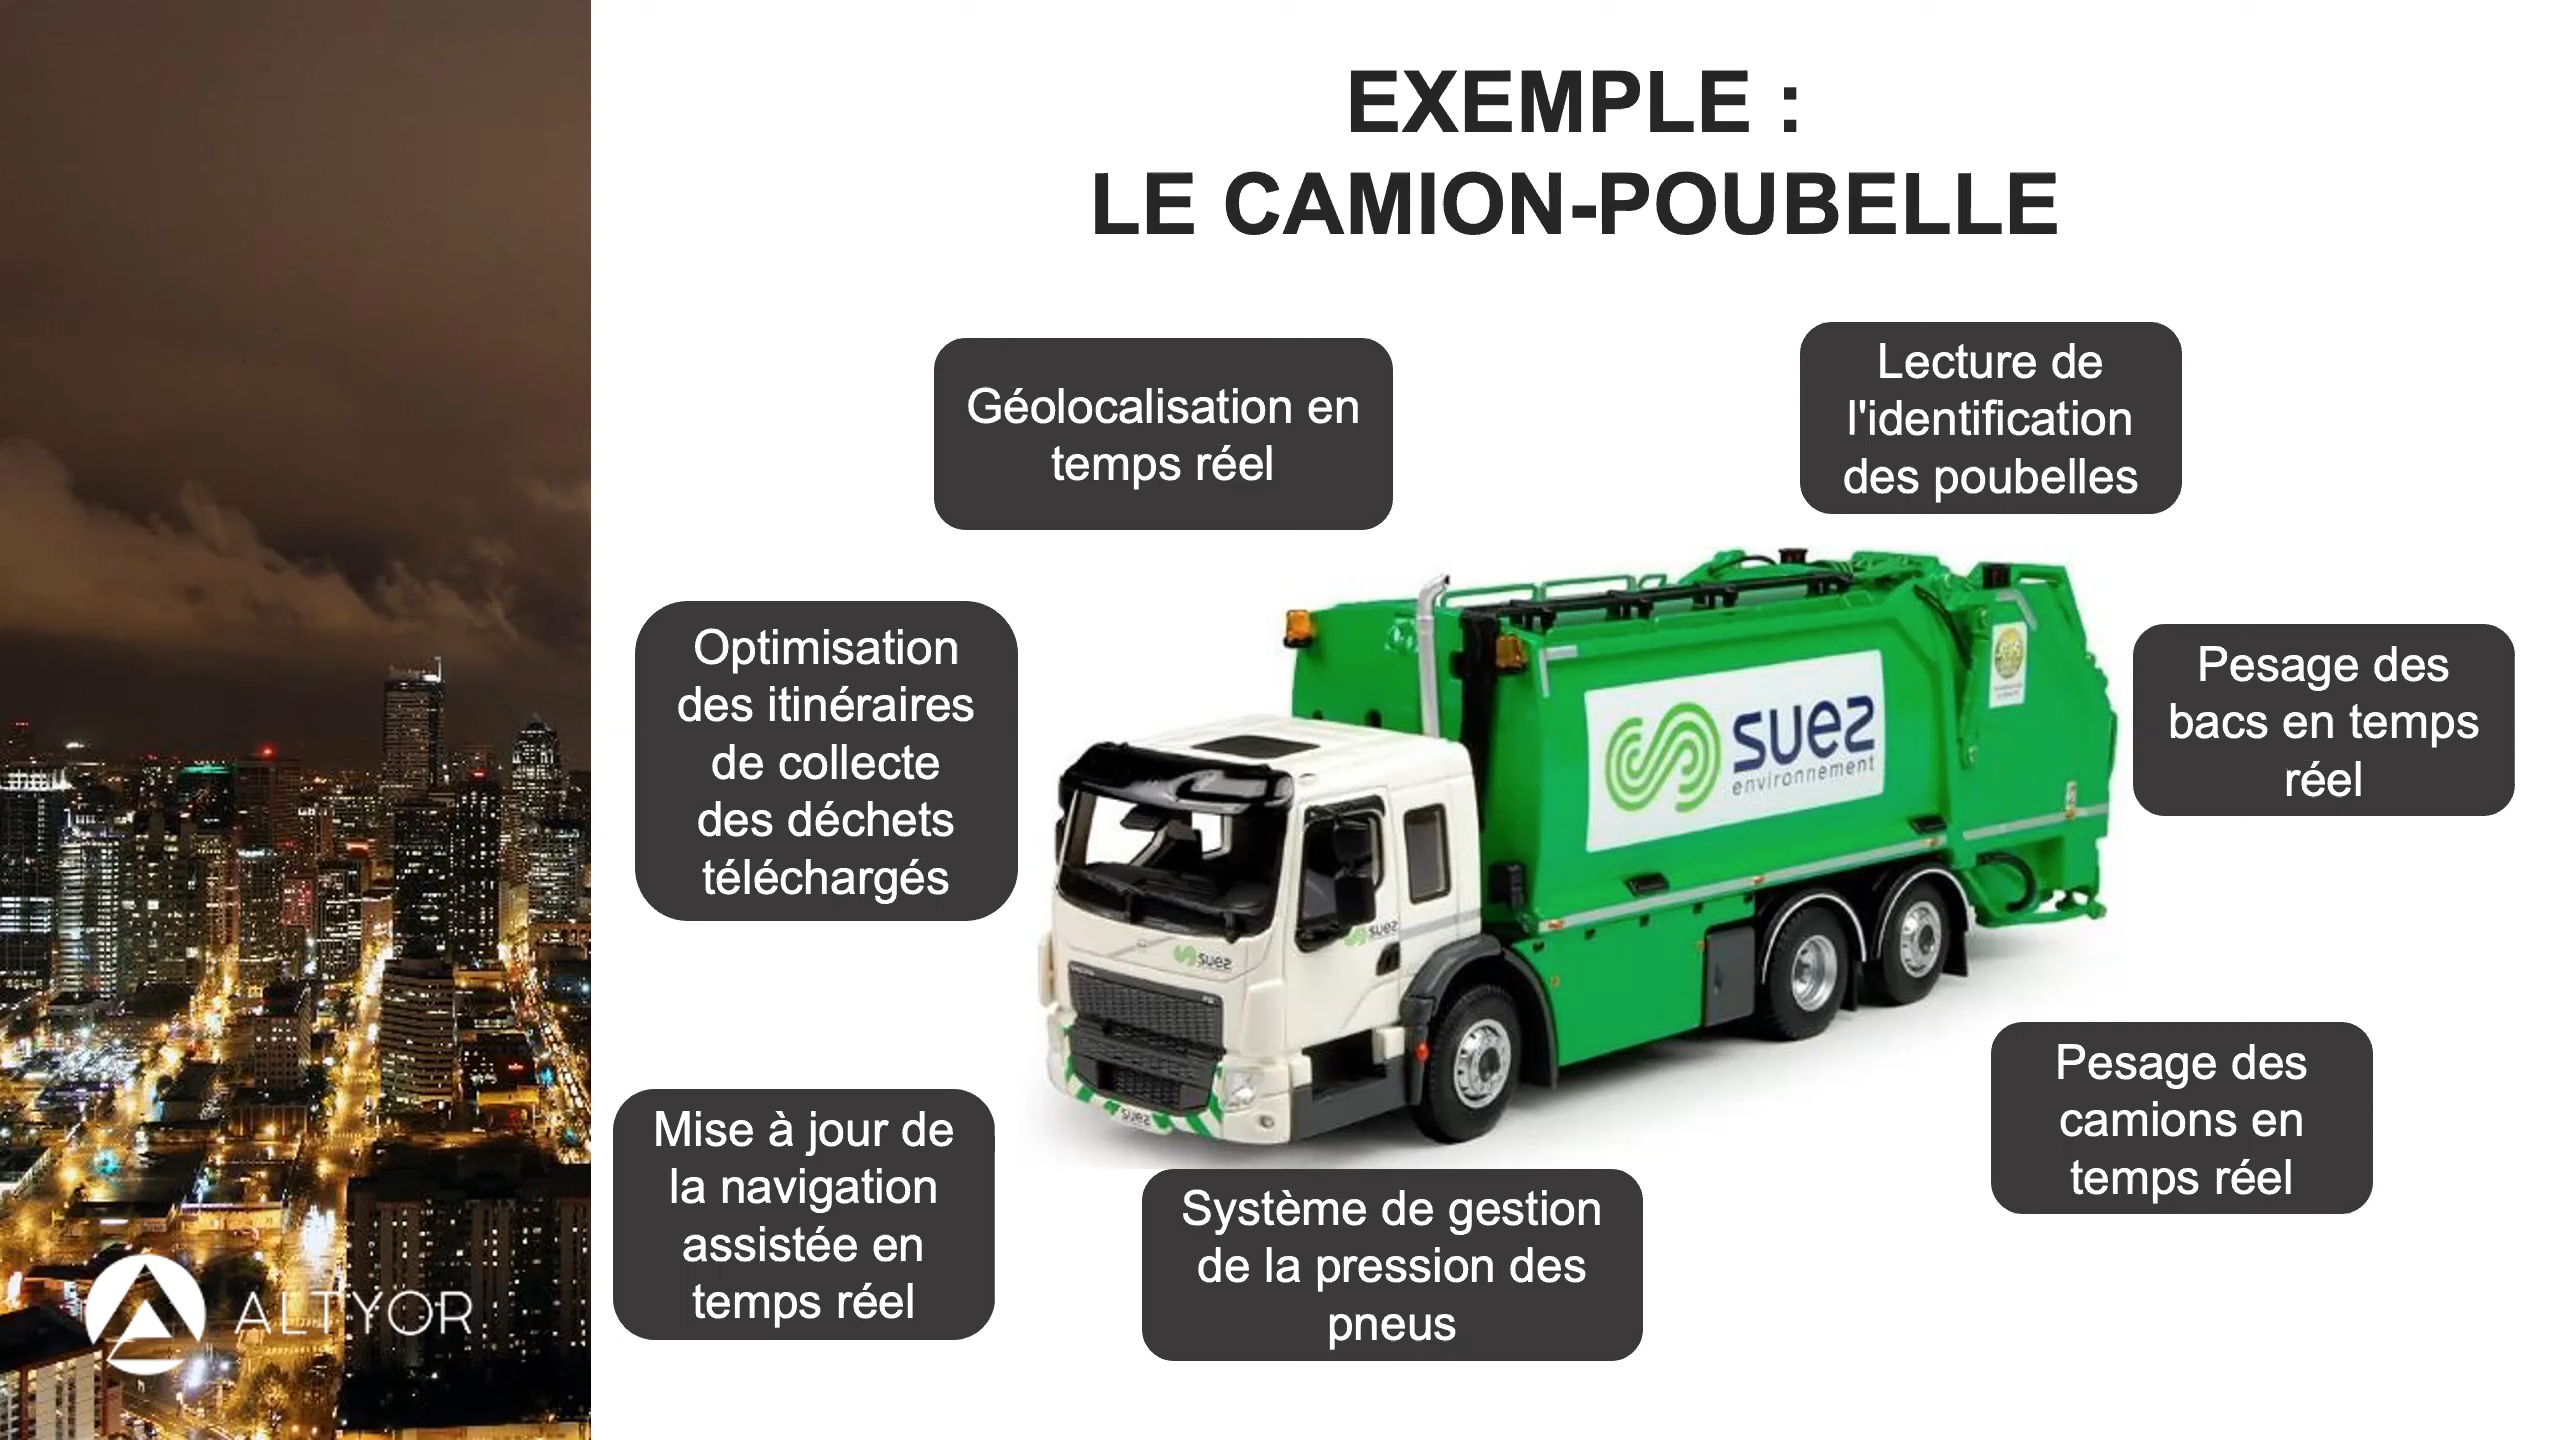 EXEMPLE :
LE CAMION-POUBELLE
Géolocalisation en
temps réel
Lecture de
l'identification
des poubelles
Optimisation
des itinéraires
de collecte
des déchets
téléchargés
Pesage des
bacs en temps
réel
suez
environnement
suez
suez
suez
Mise à jour de
la navigation
assistée en
temps réel
Système de gestion
de la pression des
pneus
Pesage des
camions en
temps réel
ALTYOR